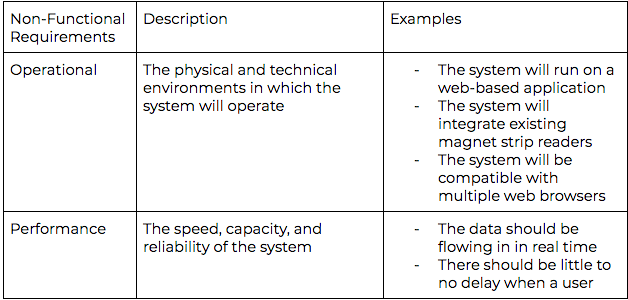 Non-Functional Requirements
Description
Examples
Operational
The physical and technical
environments in which the
system will operate
- The system will run on a
web-based application
- The system will
integrate existing
magnet strip readers
- The system will be
compatible with
multiple web browsers
Performance
The speed, capacity, and
reliability of the system
- The data should be
flowing in in real time
- There should be little to
no delay when a user